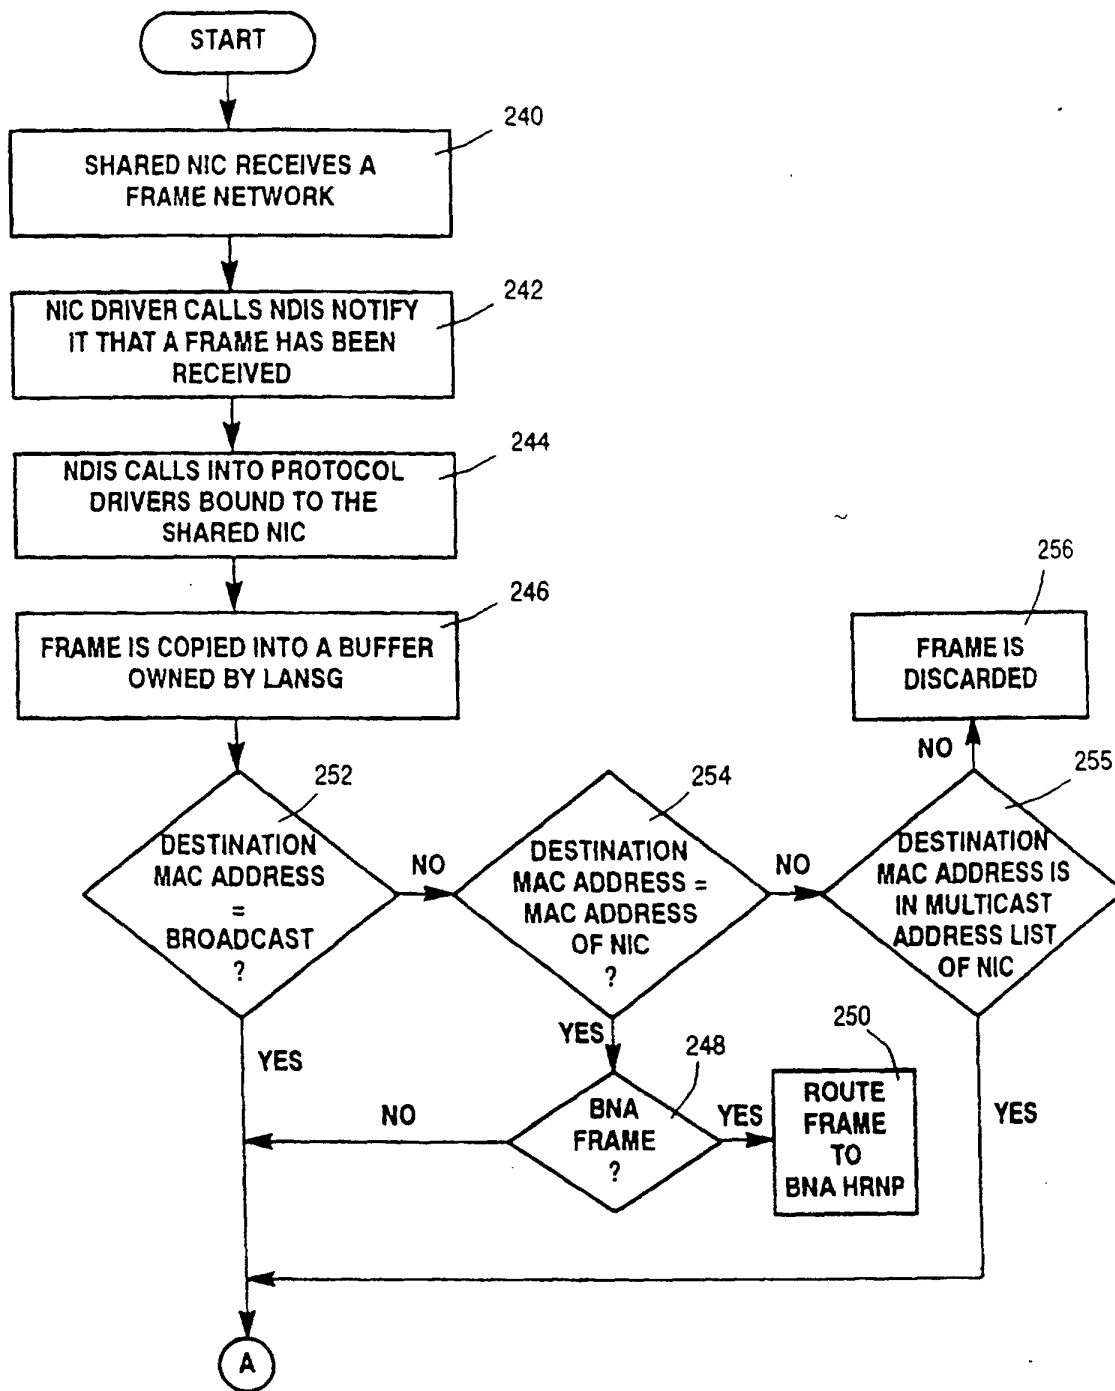 START
240
SHARED NIC RECEIVES A
FRAME NETWORK
242
NIC DRIVER CALLS NDIS NOTIFY
IT THAT A FRAME HAS BEEN
RECEIVED
244
NDIS CALLS INTO PROTOCOL
DRIVERS BOUND TO THE
SHARED NIC
246
FRAME IS COPIED INTO A BUFFER
OWNED BY LANSG
256
FRAME IS
DISCARDED
NO
252
DESTINATION
MAC ADDRESS
=
BROADCAST
?
NO
254
DESTINATION
MAC ADDRESS =
MAC ADDRESS
OF NIC
?
NO
255
DESTINATION
MAC ADDRESS IS
IN MULTICAST
ADDRESS LIST
OF NIC
YES
YES
248
BNA
FRAME
?
NO
YES
250
ROUTE
FRAME
TO
BNA HRNP
YES
A